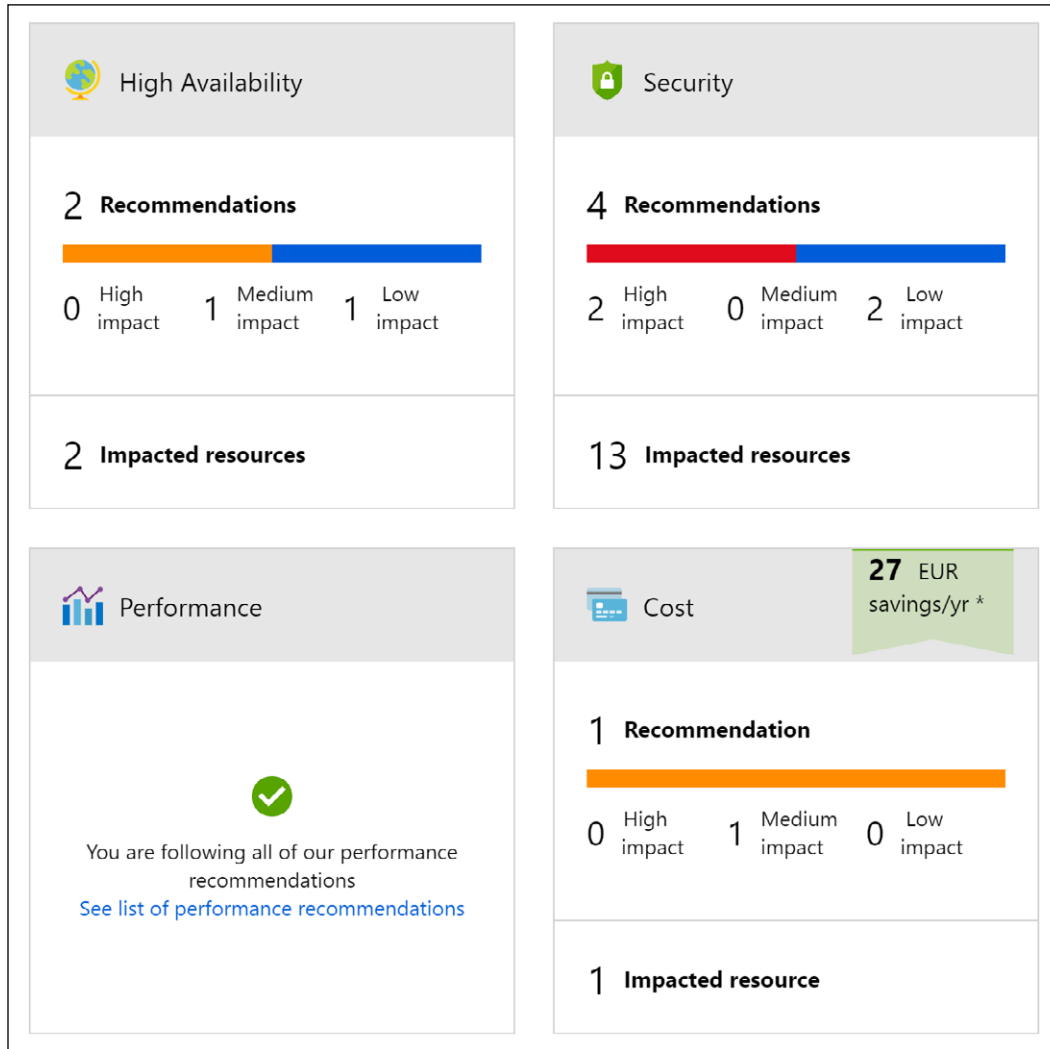 High Availability
2 Recommendations
0 High impact 1 Medium impact 1 Low impact
2 Impacted resources
Security
4 Recommendations
2 High impact 0 Medium impact 2 Low impact
13 Impacted resources
Performance
You are following all of our performance
recommendations
See list of performance recommendations
Cost
27 EUR
savings/yr *
1 Recommendation
0 High impact 1 Medium impact 0 Low impact
1 Impacted resource